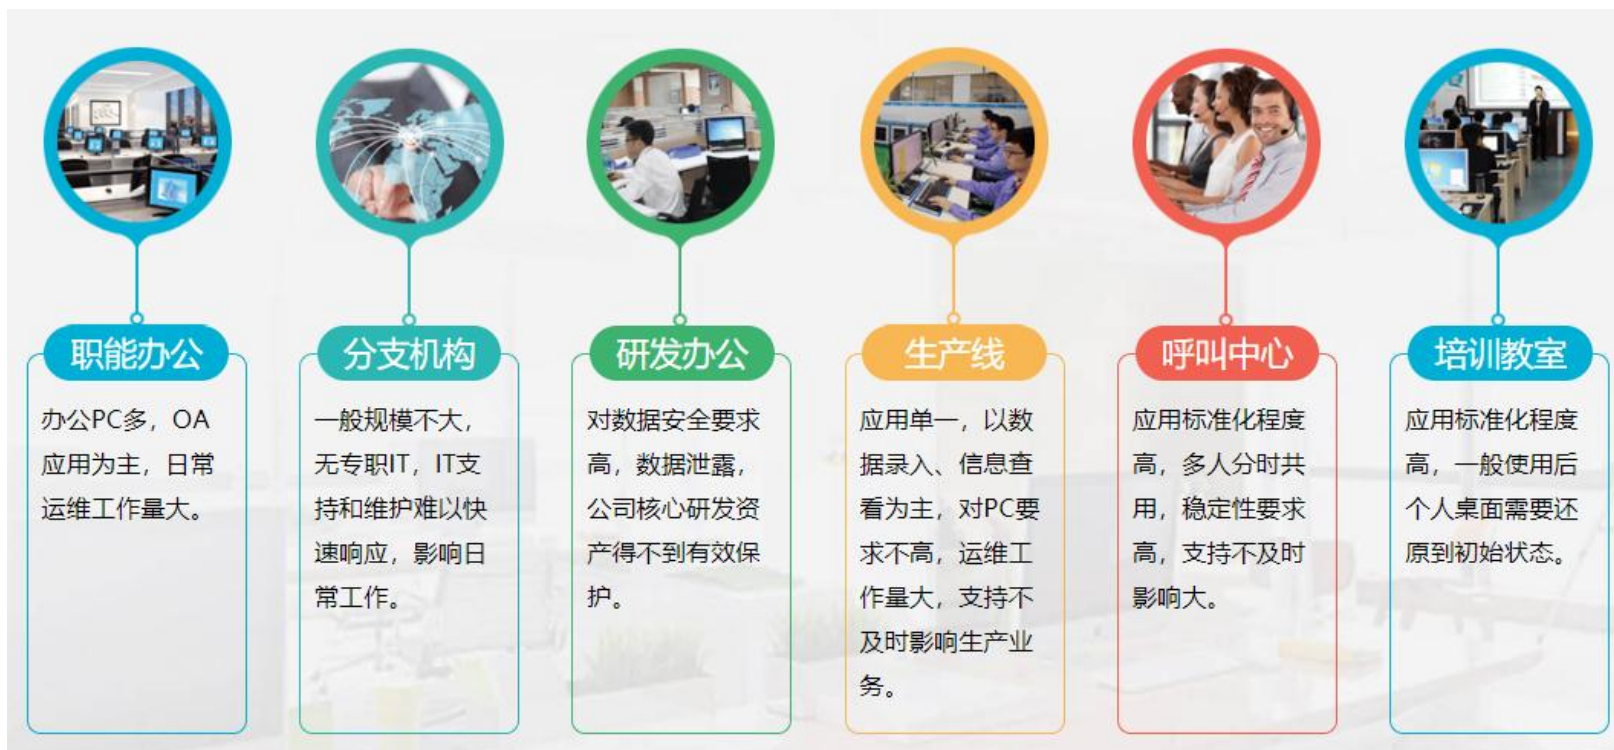 职能办公
办公PC多，OA
应用为主，日常
运维工作量大。
分支机构
一般规模不大，
无专职IT，IT支
持和维护难以快
速响应，影响日
常工作。
研发办公
对数据安全要求
高，数据泄露，
公司核心研发资
产得不到有效保
护。
生产线
应用单一，以数
据录入、信息查
看为主，对PC要
求不高，运维工
作量大，支持不
及时影响生产业
务。
呼叫中心
应用标准化程度
高，多人分时共
用，稳定性要求
高，支持不及时
影响大。
培训教室
应用标准化程度
高，一般使用后
个人桌面需要还
原到初始状态。